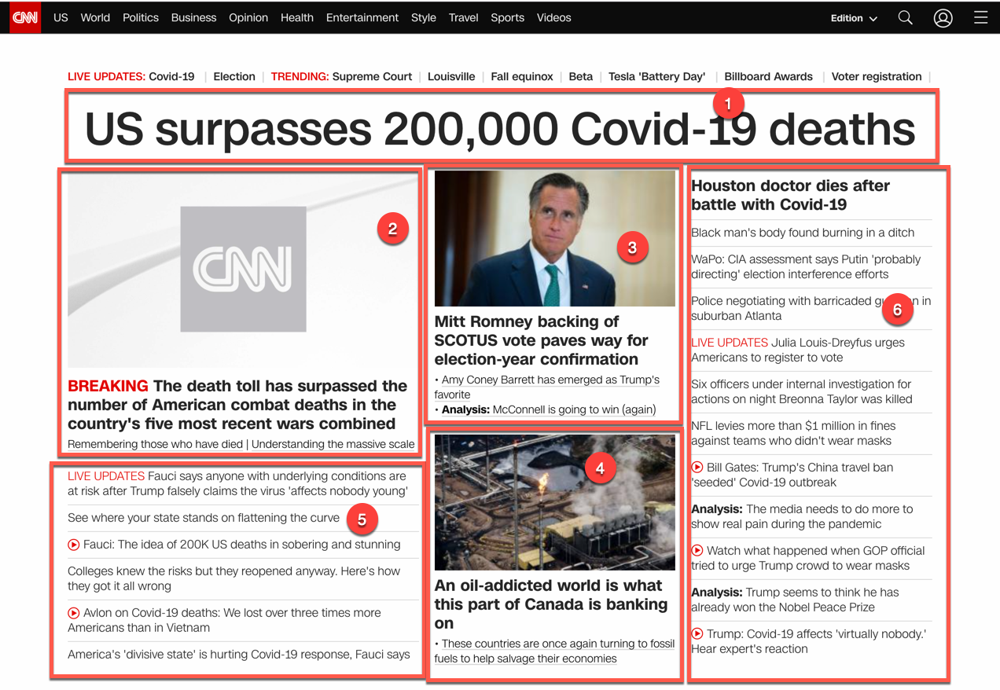 CNN US World Politics Business Opinion Health Entertainment Style Travel Sports Videos Edition
LIVE UPDATES: Covid-19 | Election | TRENDING: Supreme Court | Louisville | Fall equinox | Beta | Tesla 'Battery Day' | Billboard Awards | Voter registration |
1
US surpasses 200,000 Covid-19 deaths
2
CNN
BREAKING The death toll has surpassed the
number of American combat deaths in the
country's five most recent wars combined
Remembering those who have died | Understanding the massive scale
LIVE UPDATES Fauci says anyone with underlying conditions are
at risk after Trump falsely claims the virus 'affects nobody young'
See where your state stands on flattening the curve
5
Fauci: The idea of 200K US deaths in sobering and stunning
Colleges knew the risks but they reopened anyway. Here's how
they got it all wrong
Avlon on Covid-19 deaths: We lost over three times more
Americans than in Vietnam
America's 'divisive state' is hurting Covid-19 response, Fauci says
3
Mitt Romney backing of
SCOTUS vote paves way for
election-year confirmation
• Amy Coney Barrett has emerged as Trump's
favorite
• Analysis: McConnell is going to win (again)
4
An oil-addicted world is what
this part of Canada is banking
on
• These countries are once again turning to fossil
fuels to help salvage their economies
Houston doctor dies after
battle with Covid-19
Black man's body found burning in a ditch
WaPo: CIA assessment says Putin 'probably
directing' election interference efforts
Police negotiating with barricaded in
suburban Atlanta
6
LIVE UPDATES Julia Louis-Dreyfus urges
Americans to register to vote
Six officers under internal investigation for
actions on night Breonna Taylor was killed
NFL levies more than $1 million in fines
against teams who didn't wear masks
Bill Gates: Trump's China travel ban
'seeded' Covid-19 outbreak
Analysis: The media needs to do more to
show real pain during the pandemic
Watch what happened when GOP official
tried to urge Trump crowd to wear masks
Analysis: Trump seems to think he has
already won the Nobel Peace Prize
Trump: Covid-19 affects 'virtually nobody.'
Hear expert's reaction